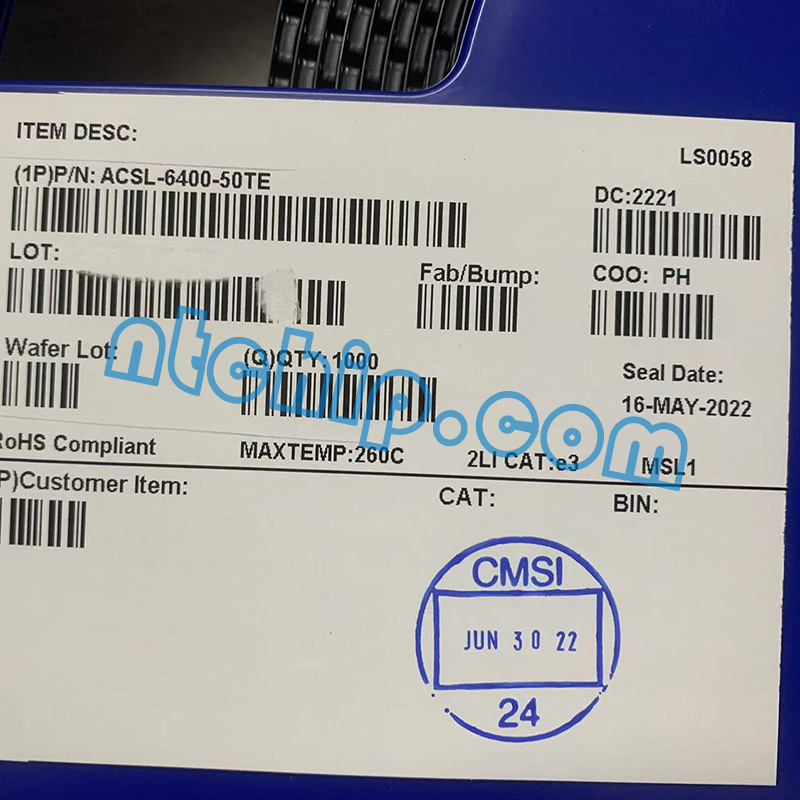 ITEM DESC:
LS0058
(1P)P/N: ACSL-6400-50TE
DC:2221
LOT:
Fab/Bump:
COO: PH
Wafer Lot:
(Q)QTY:1000
Seal Date:
16-MAY-2022
ntchip.com
RoHS Compliant
MAXTEMP:260C
2LI CAT:e3
MSL1
P)Customer Item:
CAT:
BIN:
CMSI
JUN 30 22
24